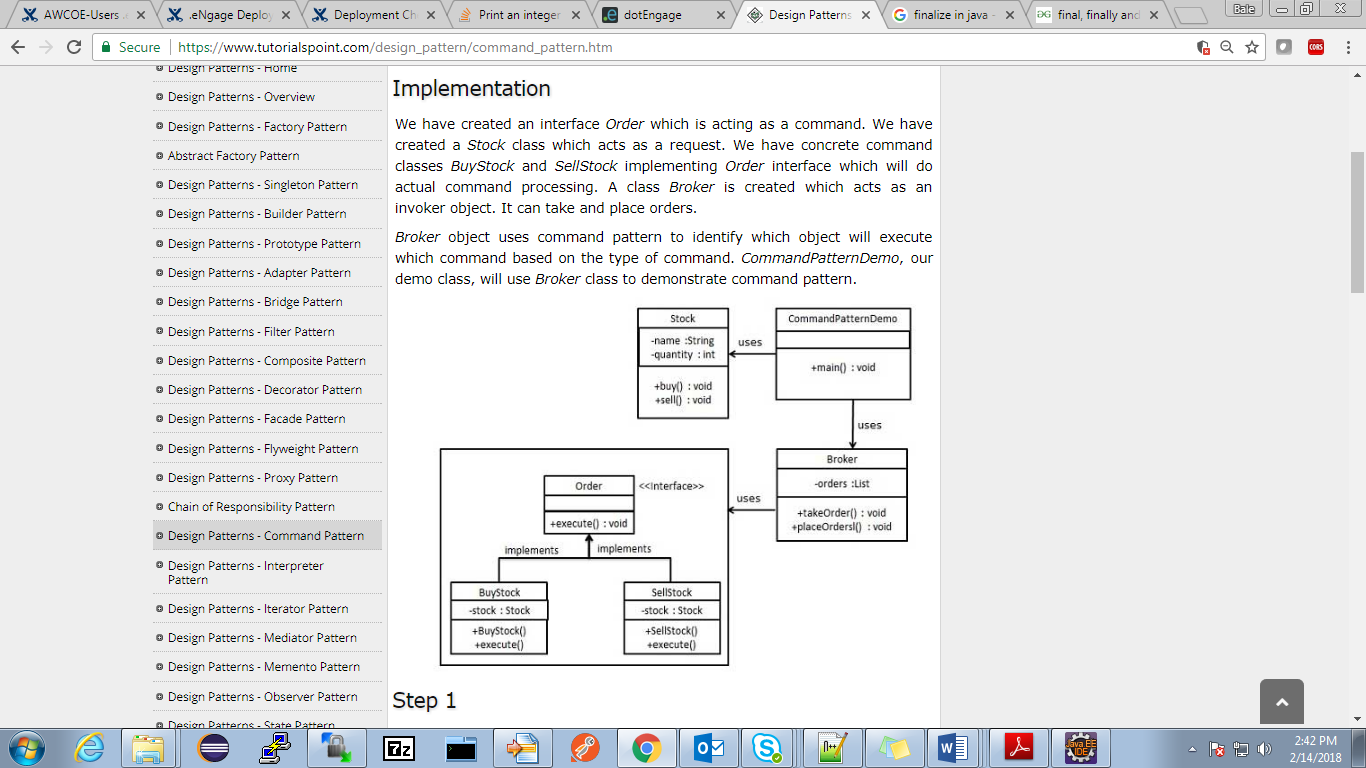 AWCOE-Users
.eNgage Deploy
Deployment Ch
Print an integer
dotEngage
Design Patterns
finalize in java -
final, finally and
Bale
Secure
https://www.tutorialspoint.com/design_pattern/command_pattern.htm
CORS
Design Patterns - Home
Design Patterns - Overview
Design Patterns - Factory Pattern
Abstract Factory Pattern
Design Patterns - Singleton Pattern
Design Patterns - Builder Pattern
Design Patterns - Prototype Pattern
Design Patterns - Adapter Pattern
Design Patterns - Bridge Pattern
Design Patterns - Filter Pattern
Design Patterns - Composite Pattern
Design Patterns - Decorator Pattern
Design Patterns - Facade Pattern
Design Patterns - Flyweight Pattern
Design Patterns - Proxy Pattern
Chain of Responsibility Pattern
Design Patterns - Command Pattern
Design Patterns - Interpreter
Pattern
Design Patterns - Iterator Pattern
Design Patterns - Mediator Pattern
Design Patterns - Memento Pattern
Design Patterns - Observer Pattern
Design Patterns - State Pattern
Implementation
We have created an interface Order which is acting as a command. We have
created a Stock class which acts as a request. We have concrete command
classes BuyStock and SellStock implementing Order interface which will do
actual command processing. A class Broker is created which acts as an
invoker object. It can take and place orders.
Broker object uses command pattern to identify which object will execute
which command based on the type of command. CommandPatternDemo, our
demo class, will use Broker class to demonstrate command pattern.
Stock
-name :String
-quantity : int
+buy() : void
+sell() : void
uses
CommandPatternDemo
+main() : void
uses
Broker
-orders :List
+takeOrder() : void
+placeOrdersl() : void
uses
Order
<<Interface>>
+execute() : void
implements
implements
BuyStock
-stock : Stock
+BuyStock()
+execute()
SellStock
-stock : Stock
+SellStock()
+execute()
Step 1
7z
Java EE
IDE
2:42 PM
2/14/2018